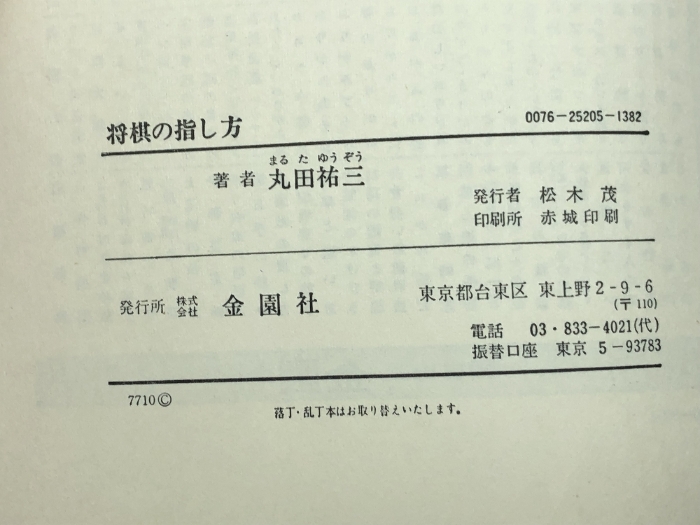 将棋の指し方
0076-25205-1382
まる た ゆう ぞう
著者 丸田祐三
発行者 松木 茂
印刷所 赤城印刷
発行所 株式会社 金園社
東京都台東区 東上野2-9-6
(〒110)
電話 03・833-4021(代)
振替口座 東京 5-93783
7710©
落丁・乱丁本はお取り替えいたします。